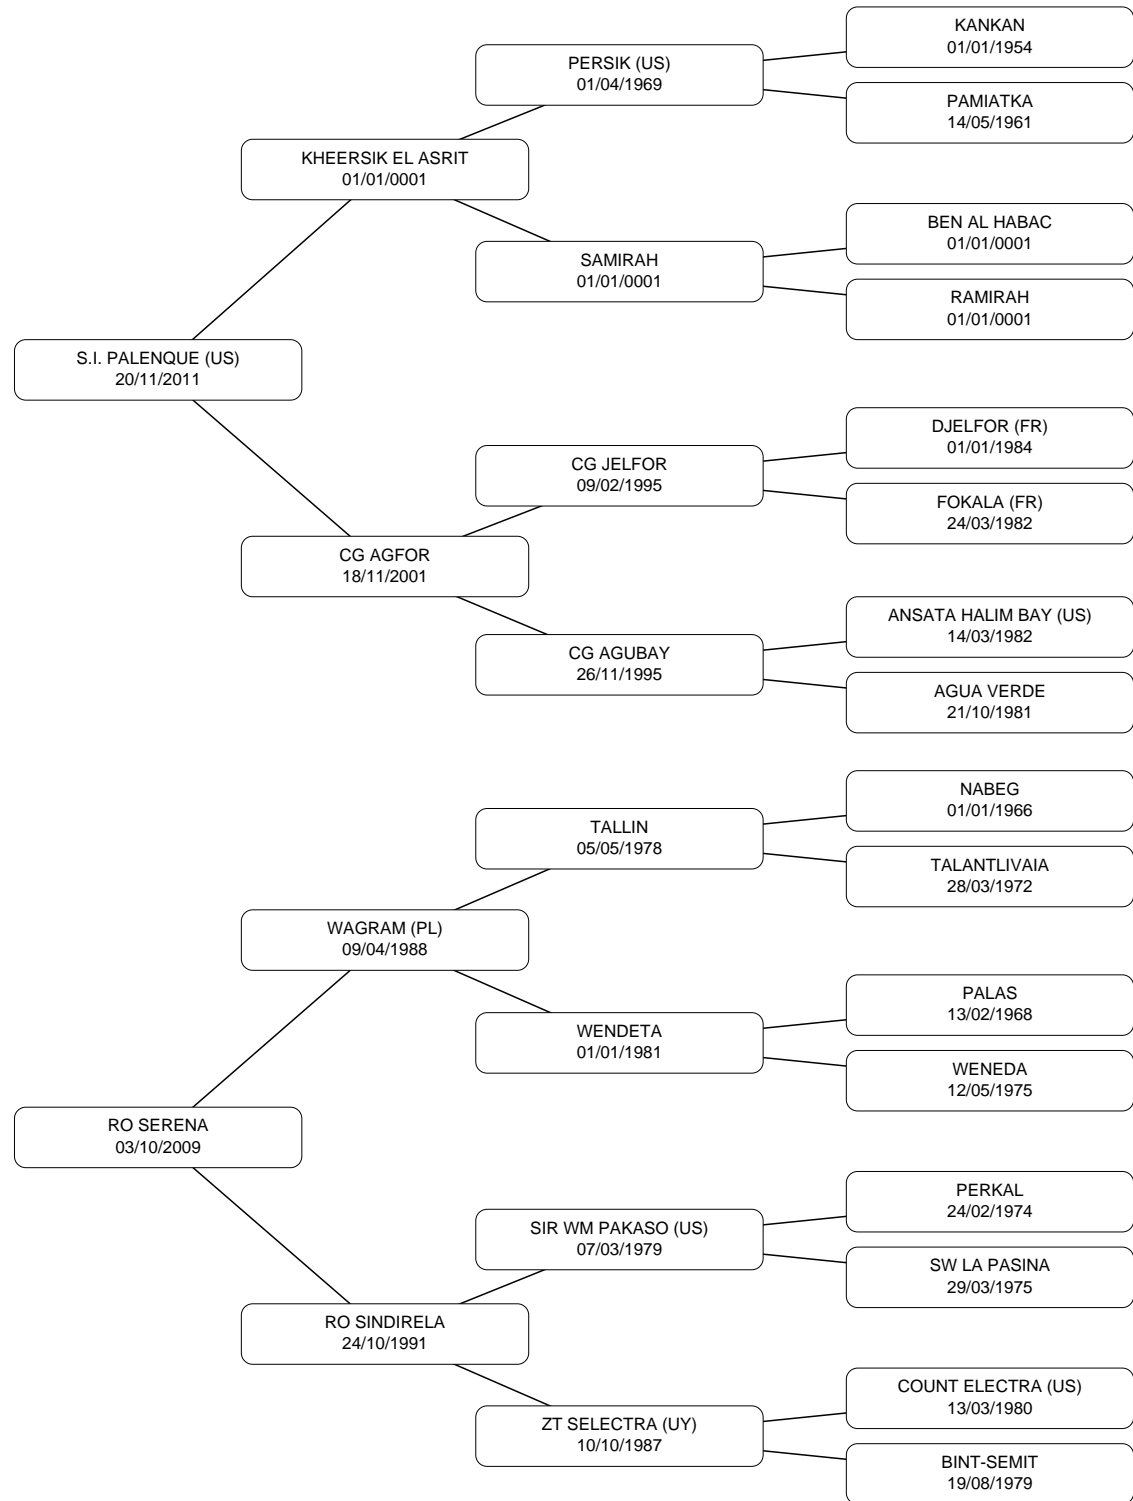 KANKAN
01/01/1954
PERSIK (US)
01/04/1969
PAMIATKA
14/05/1961
KHEERSIK EL ASRIT
01/01/0001
BEN AL HABAC
01/01/0001
SAMIRAH
01/01/0001
RAMIRAH
01/01/0001
S.I. PALENQUE (US)
20/11/2011
DJELFOR (FR)
01/01/1984
CG JELFOR
09/02/1995
FOKALA (FR)
24/03/1982
CG AGFOR
18/11/2001
ANSATA HALIM BAY (US)
14/03/1982
CG AGUBAY
26/11/1995
AGUA VERDE
21/10/1981
NABEG
01/01/1966
TALLIN
05/05/1978
TALANTLIVAIA
28/03/1972
WAGRAM (PL)
09/04/1988
PALAS
13/02/1968
WENDETA
01/01/1981
WENEDA
12/05/1975
RO SERENA
03/10/2009
PERKAL
24/02/1974
SIR WM PAKASO (US)
07/03/1979
SW LA PASINA
29/03/1975
RO SINDIRELA
24/10/1991
COUNT ELECTRA (US)
13/03/1980
ZT SELECTRA (UY)
10/10/1987
BINT-SEMIT
19/08/1979